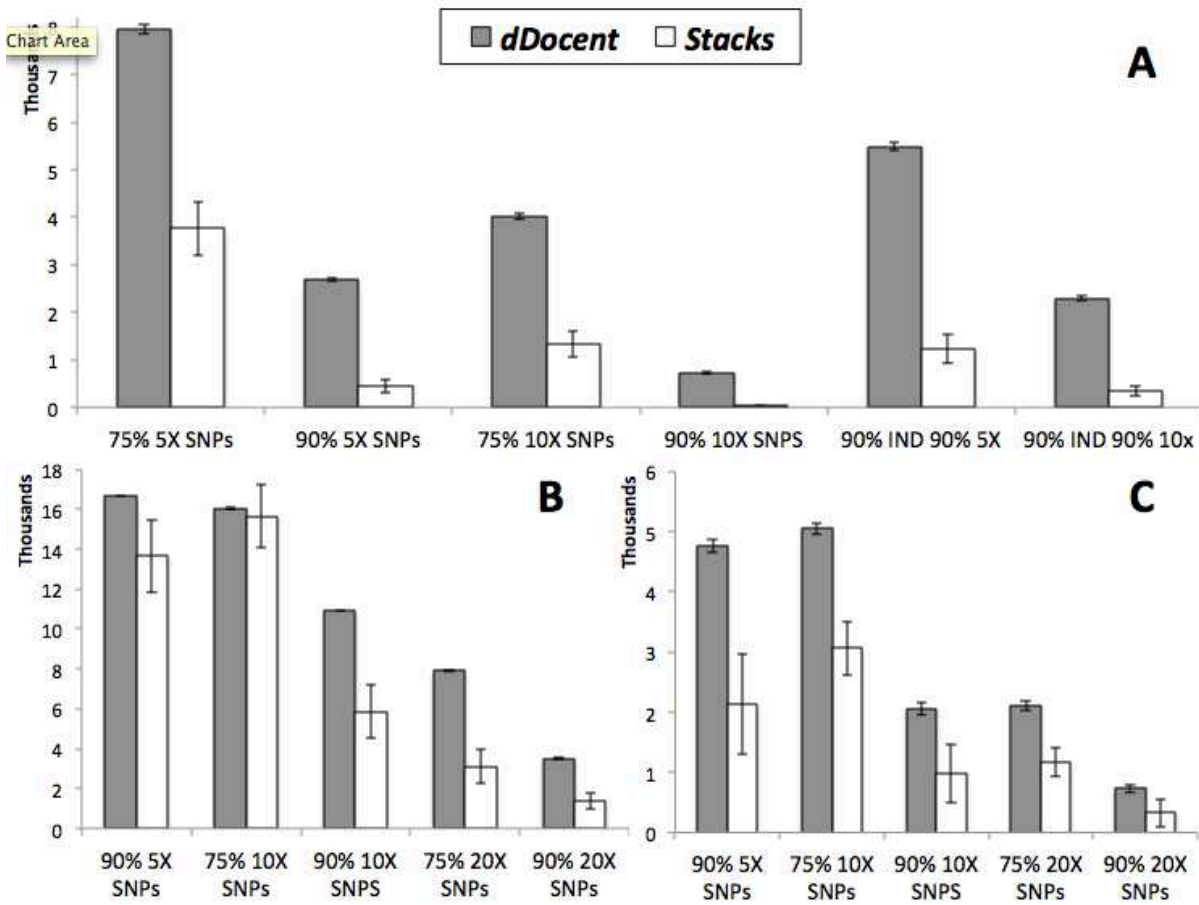 dDocent Stacks
A
Chart Area
Thousands
8
7
6
5
4
3
2
1
0
75% 5X SNPs 90% 5X SNPs 75% 10X SNPs 90% 10X SNPS 90% IND 90% 5X 90% IND 90% 10x
B
Thousands
18
16
14
12
10
8
6
4
2
0
90% 5X 75% 10X 90% 10X 75% 20X 90% 20X
SNPs SNPs SNPS SNPs SNPs
C
Thousands
6
5
4
3
2
1
0
90% 5X 75% 10X 90% 10X 75% 20X 90% 20X
SNPs SNPs SNPS SNPs SNPs